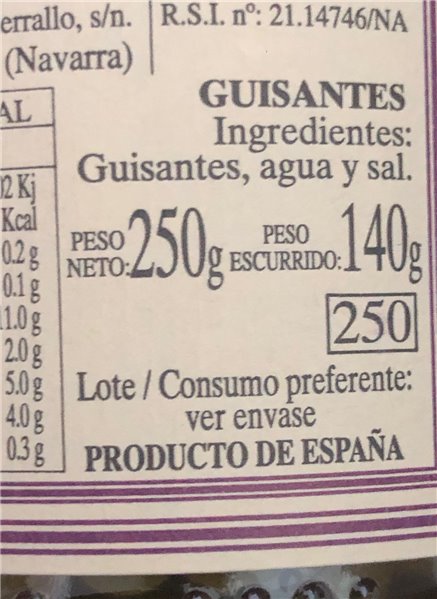 errallo, s/n.
(Navarra)
R.S.I. nº: 21.14746/NA
AL
2 Kj
Kcal
0.2 g
0.1 g
1.0 g
2.0 g
5.0 g
4.0 g
0.3 g
GUISANTES
Ingredientes:
Guisantes, agua y sal.
PESO NETO: 250g PESO ESCURRIDO: 140g
250
Lote / Consumo preferente:
ver envase
PRODUCTO DE ESPAÑA